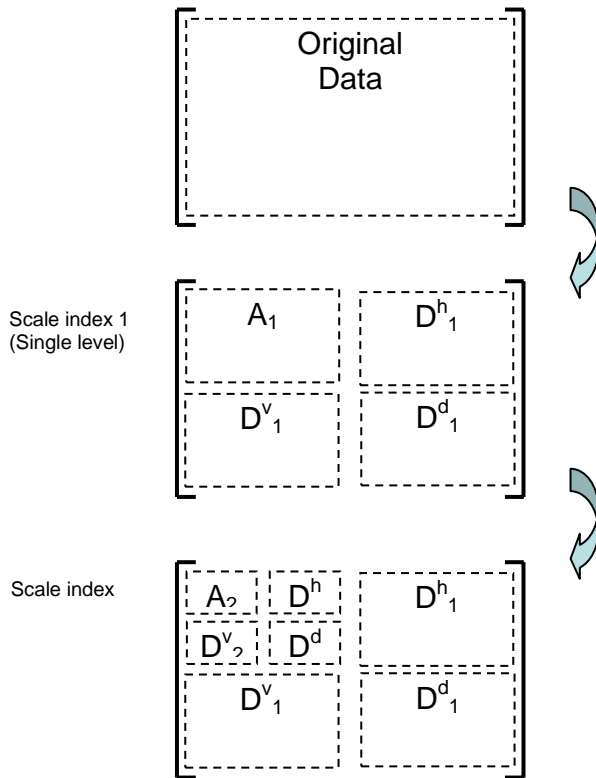 Original
Data
Scale index 1
(Single level)
A₁ Dʰ₁
Dᵛ₁ Dᵈ₁
Scale index
A₂ Dʰ Dʰ₁
Dᵛ₂ Dᵈ
Dᵛ₁ Dᵈ₁